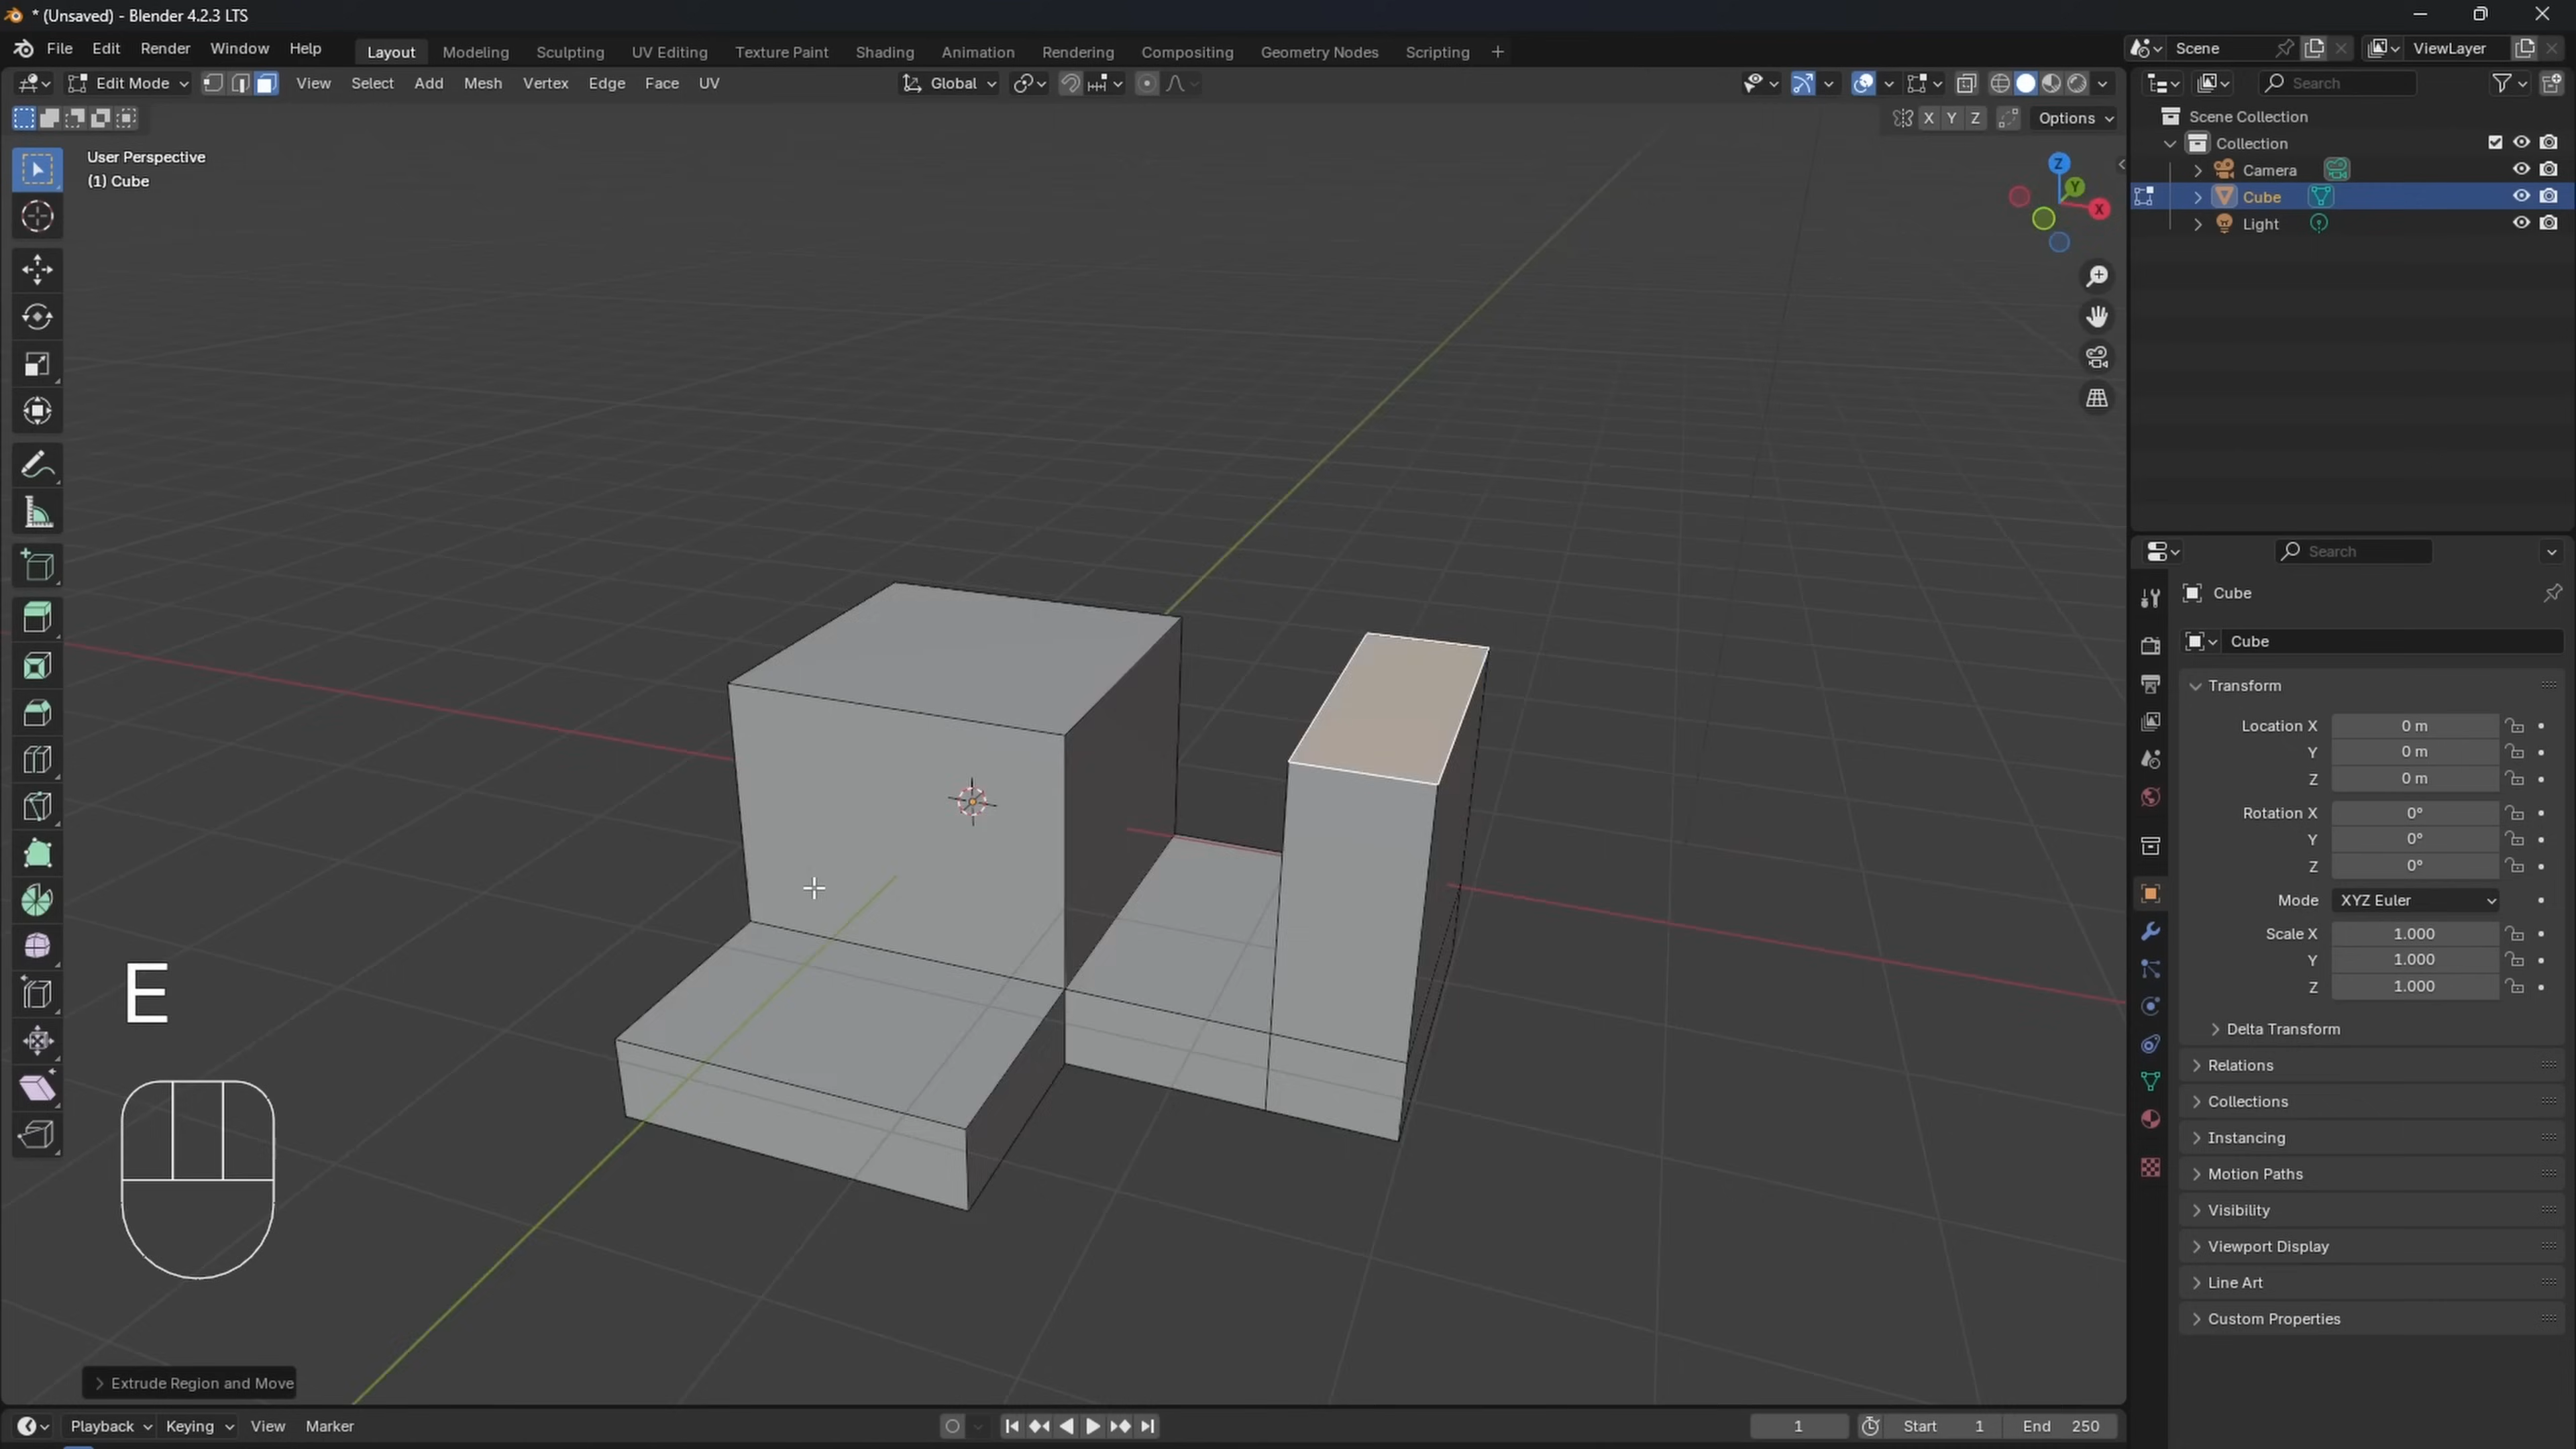 * (Unsaved) - Blender 4.2.3 LTS
File Edit Render Window Help Layout Modeling Sculpting UV Editing Texture Paint Shading Animation Rendering Compositing Geometry Nodes Scripting + Scene ViewLayer
Edit Mode View Select Add Mesh Vertex Edge Face UV Global Search
X Y Z Options
Scene Collection
Collection
Camera
Cube
Light
User Perspective
(1) Cube
Z
Y
X
Search
Cube
Cube
Transform
Location X 0 m
Y 0 m
Z 0 m
Rotation X 0°
Y 0°
Z 0°
Mode XYZ Euler
Scale X 1.000
Y 1.000
Z 1.000
Delta Transform
Relations
Collections
Instancing
Motion Paths
Visibility
Viewport Display
Line Art
Custom Properties
E
Extrude Region and Move
Playback Keying View Marker 1 Start 1 End 250